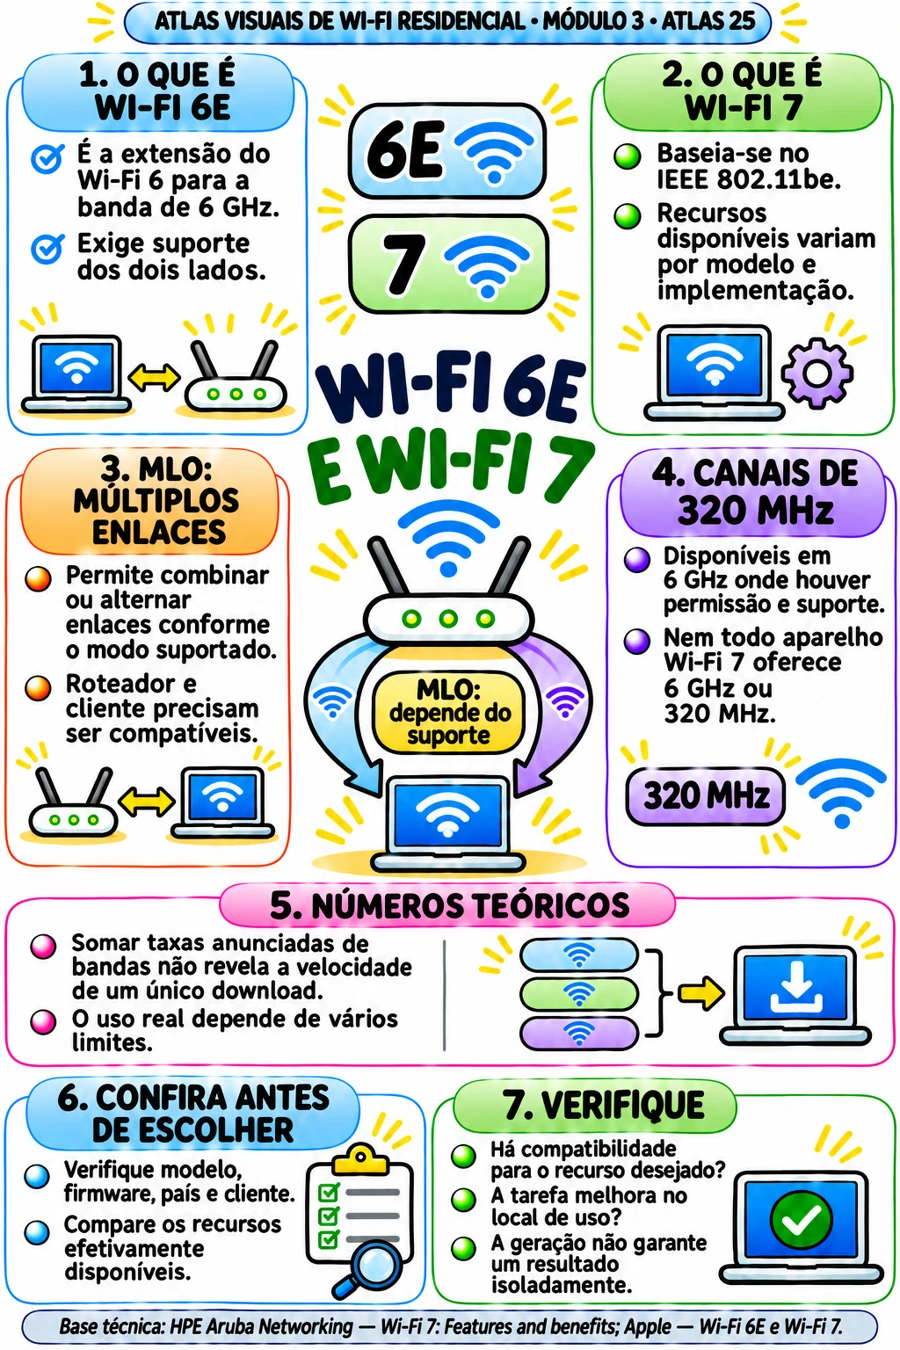 ATLAS VISUAIS DE WI-FI RESIDENCIAL • MÓDULO 3 • ATLAS 25
1. O QUE É
WI-FI 6E
É a extensão do
Wi-Fi 6 para a
banda de 6 GHz.
Exige suporte
dos dois lados.
6E
7
2. O QUE É
WI-FI 7
Baseia-se no
IEEE 802.11be.
Recursos
disponíveis variam
por modelo e
implementação.
WI-FI 6E
E WI-FI 7
3. MLO:
MÚLTIPLOS
ENLACES
Permite combinar
ou alternar
enlaces conforme
o modo suportado.
Roteador e
cliente precisam
ser compatíveis.
MLO:
depende do
suporte
4. CANAIS DE
320 MHz
Disponíveis em
6 GHz onde houver
permissão e suporte.
Nem todo aparelho
Wi-Fi 7 oferece
6 GHz ou
320 MHz.
320 MHz
5. NÚMEROS TEÓRICOS
Somar taxas anunciadas de
bandas não revela a velocidade
de um único download.
O uso real depende de vários
limites.
6. CONFIRA ANTES
DE ESCOLHER
Verifique modelo,
firmware, país e cliente.
Compare os recursos
efetivamente
disponíveis.
7. VERIFIQUE
Há compatibilidade
para o recurso desejado?
A tarefa melhora no
local de uso?
A geração não garante
um resultado
isoladamente.
Base técnica: HPE Aruba Networking — Wi-Fi 7: Features and benefits; Apple — Wi-Fi 6E e Wi-Fi 7.